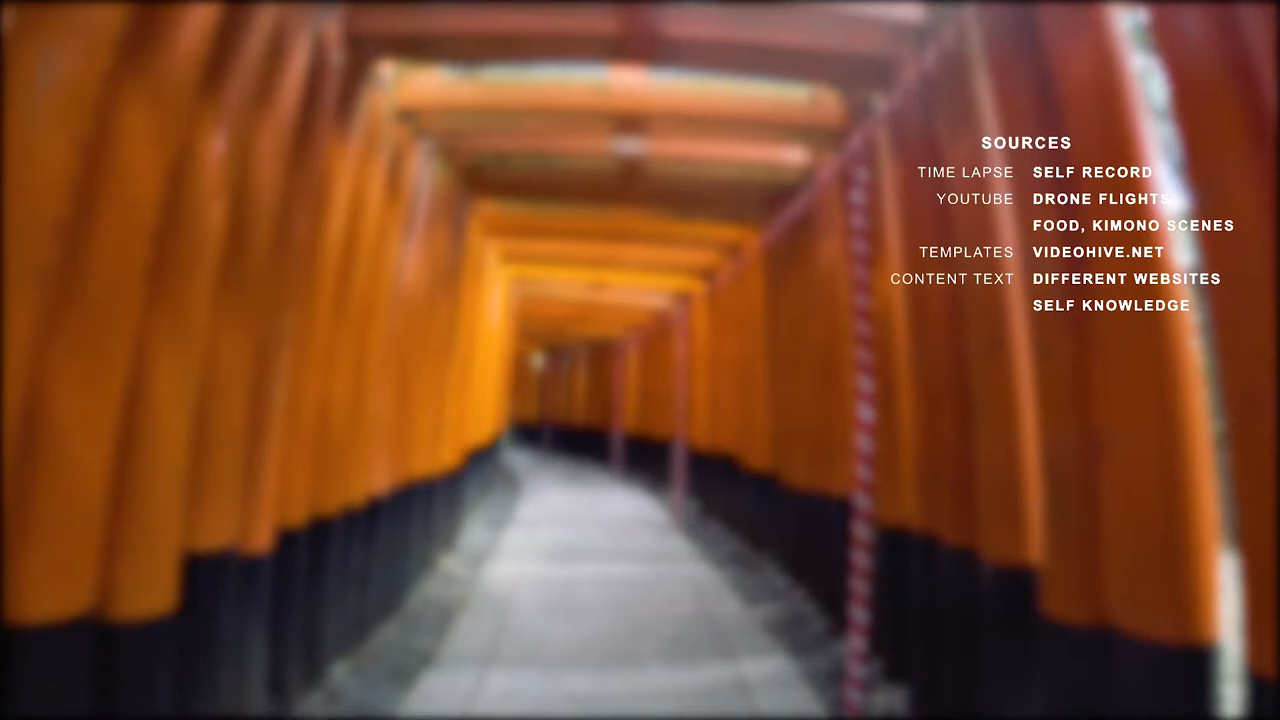 SOURCES
TIME LAPSE SELF RECORD
YOUTUBE DRONE FLIGHTS
FOOD, KIMONO SCENES
TEMPLATES VIDEOHIVE.NET
CONTENT TEXT DIFFERENT WEBSITES
SELF KNOWLEDGE